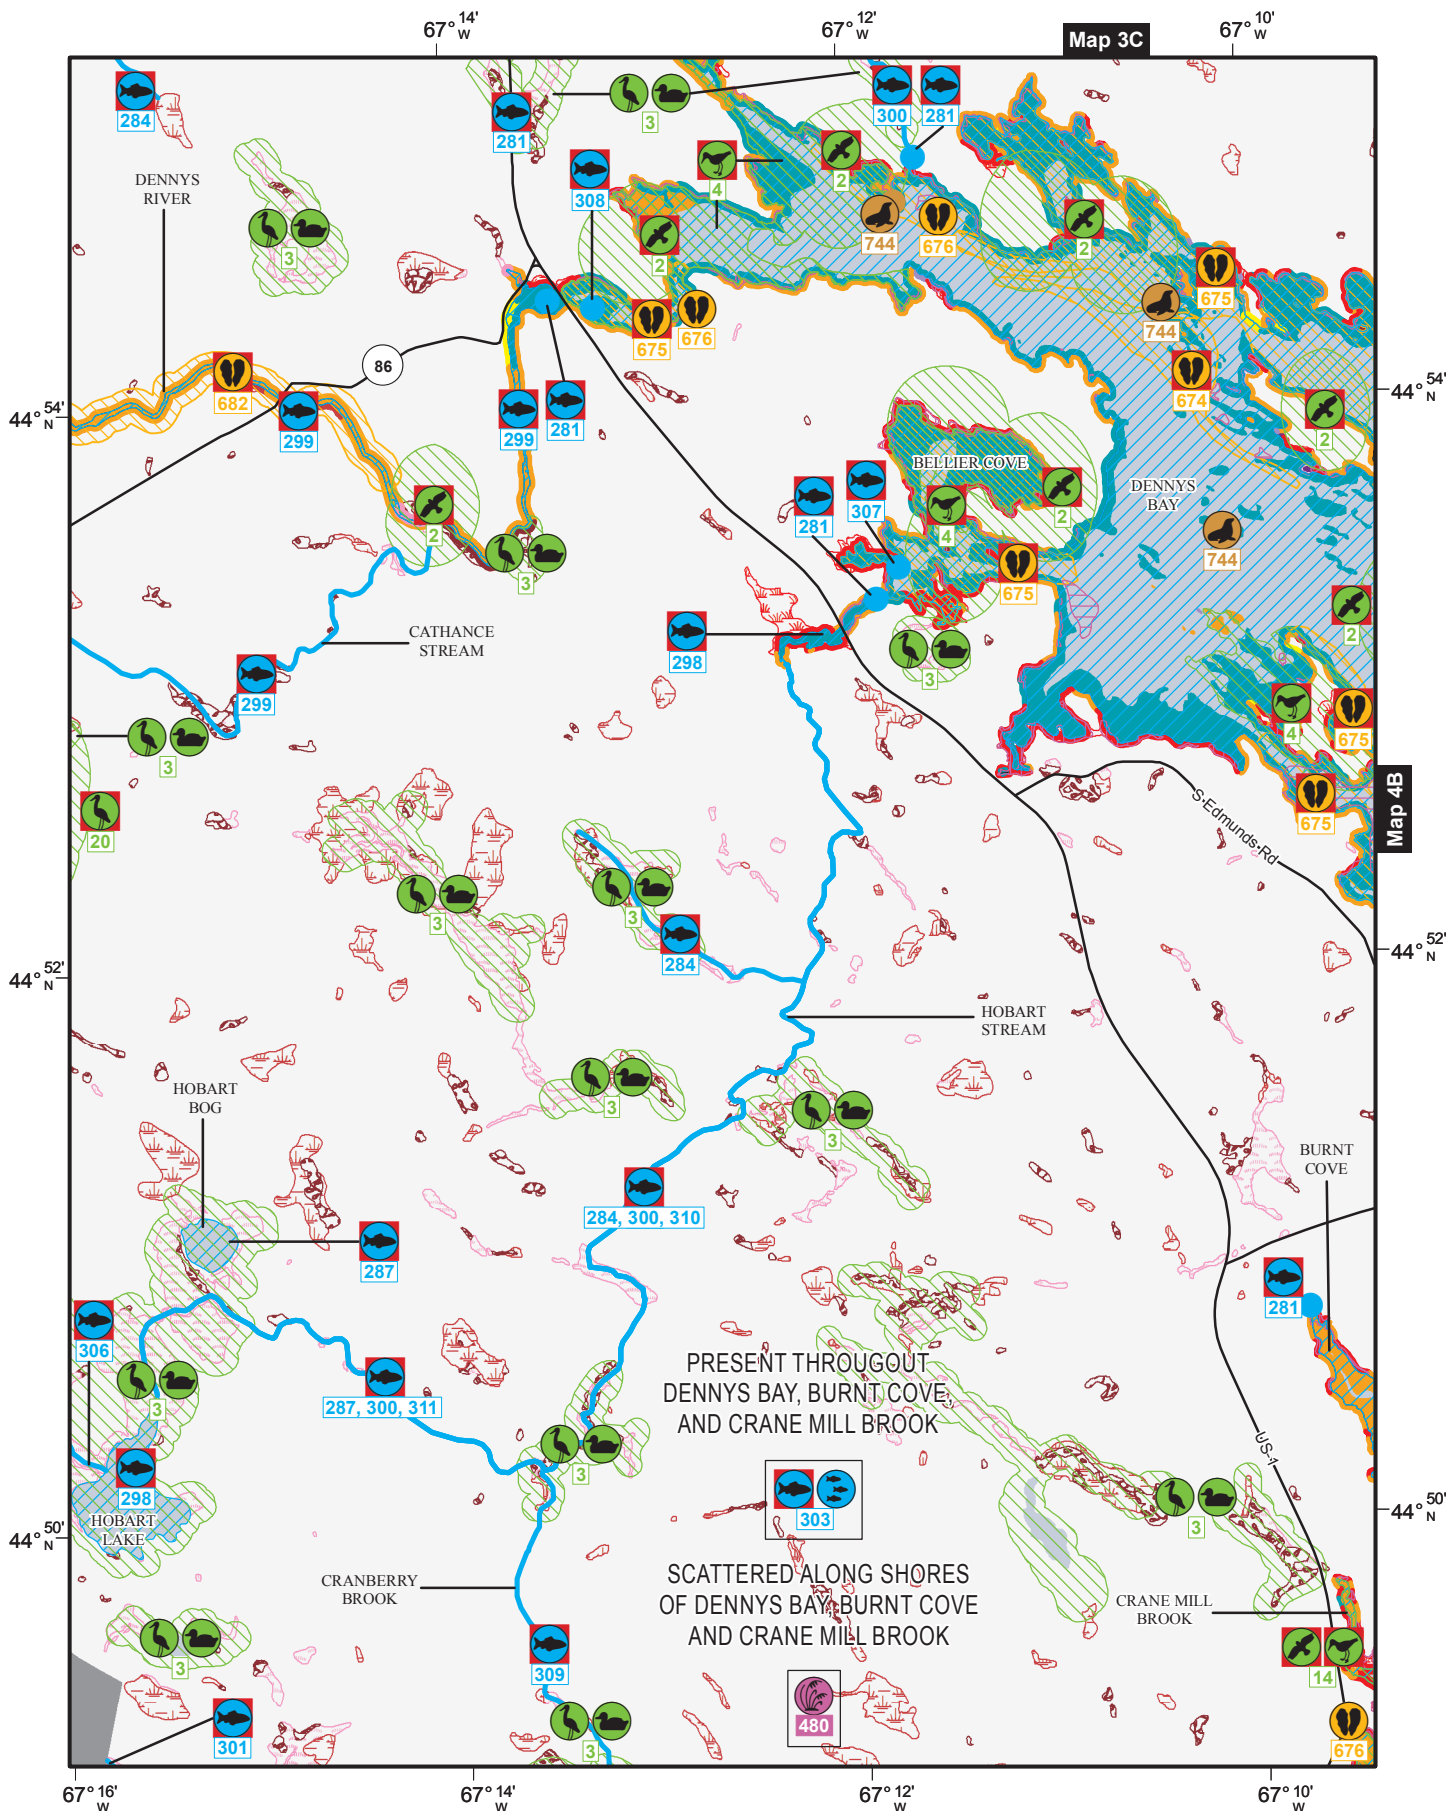 67° 14' W
67° 12' W
67° 10' W
Map 3C
284
281
3
300
281
DENNYS
RIVER
308
4
2
3
2
744
676
2
675
744
675
676
86
682
299
299
281
674
2
44° 54' N
44° 54' N
BELLIER COVE
DENNYS
BAY
281
307
4
2
2
3
675
744
CATHANCE
STREAM
298
3
2
299
4
675
3
20
675
Map 4B
S Edmunds Rd
3
3
284
44° 52' N
44° 52' N
HOBART
STREAM
HOBART
BOG
3
3
BURNT
COVE
284, 300, 310
287
281
306
3
287, 300, 311
PRESENT THROUGOUT
DENNYS BAY, BURNT COVE,
AND CRANE MILL BROOK
US-1
3
298
303
3
HOBART
LAKE
44° 50' N
44° 50' N
CRANBERRY
BROOK
SCATTERED ALONG SHORES
OF DENNYS BAY, BURNT COVE
AND CRANE MILL BROOK
CRANE MILL
BROOK
3
309
14
301
3
480
676
67° 16' W
67° 14' W
67° 12' W
67° 10' W